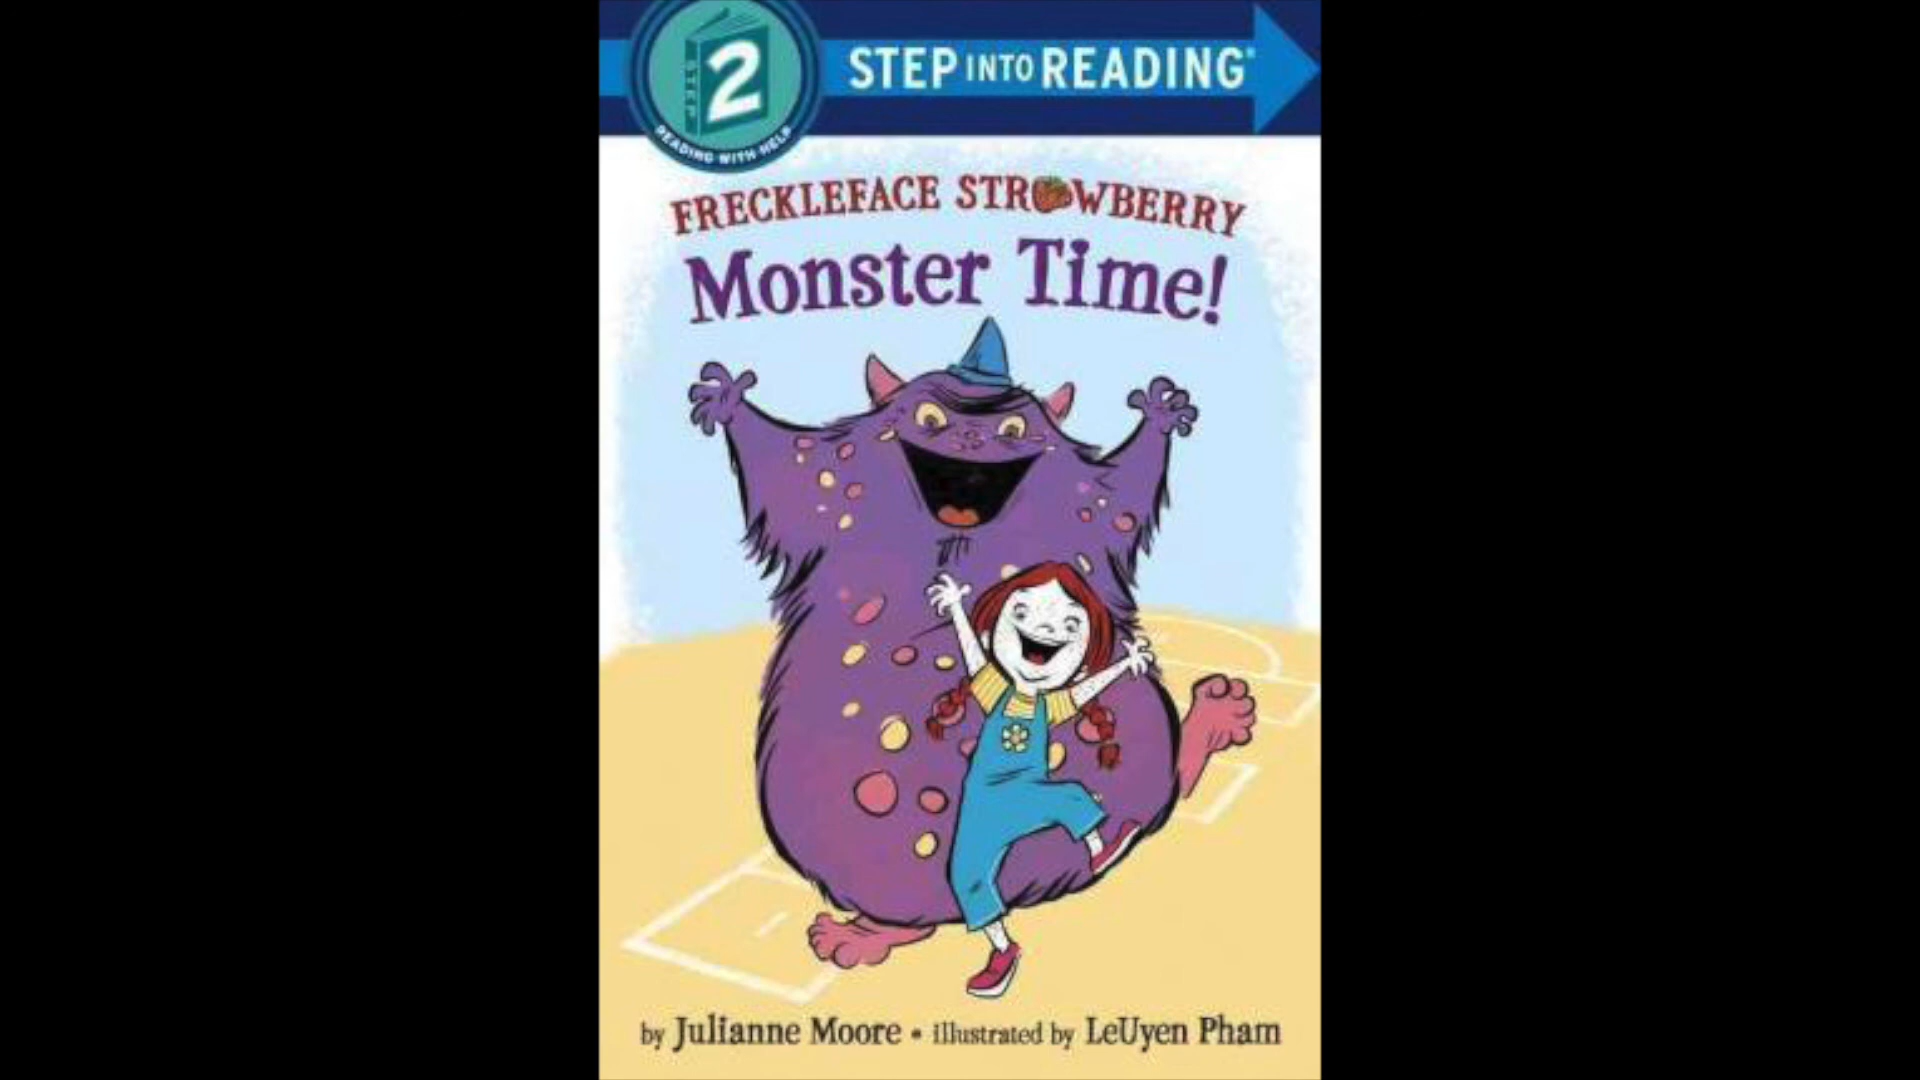 2
STEP
READING WITH HELP
STEP INTO READING®
FRECKLEFACE STRAWBERRY
Monster Time!
by Julianne Moore • illustrated by LeUyen Pham